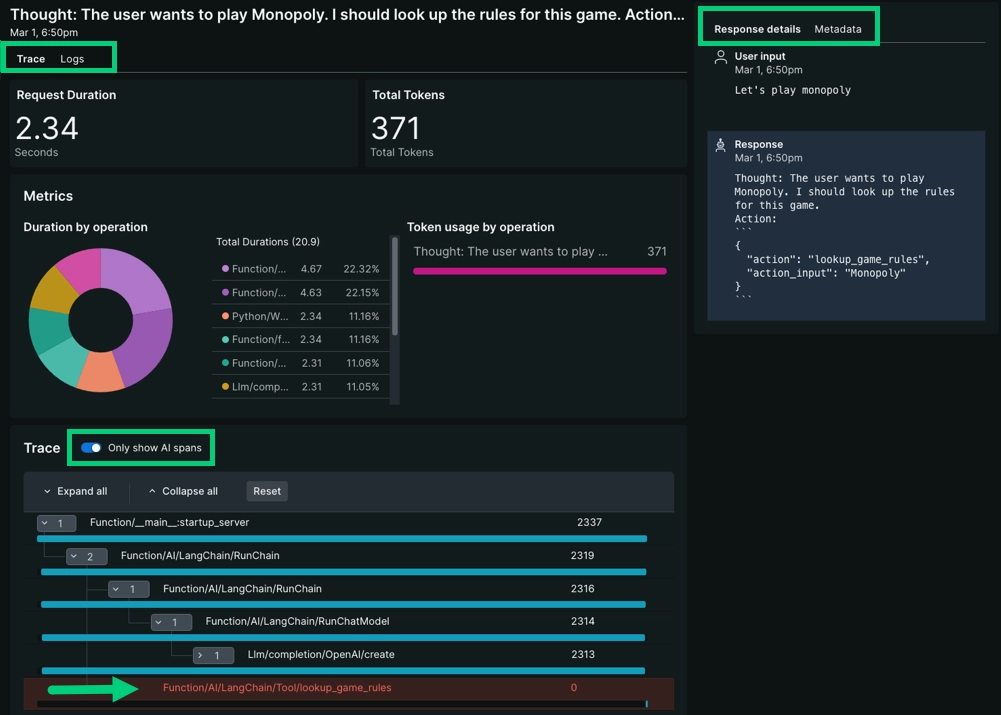 Thought: The user wants to play Monopoly. I should look up the rules for this game. Action...
Mar 1, 6:50pm
Trace Logs
Request Duration
2.34
Seconds
Total Tokens
371
Total Tokens
Metrics
Duration by operation
Total Durations (20.9)
Function/... 4.67 22.32%
Function/... 4.63 22.15%
Python/W... 2.34 11.16%
Function/f... 2.34 11.16%
Function/... 2.31 11.06%
Llm/comp... 2.31 11.05%
Token usage by operation
Thought: The user wants to play ... 371
Trace Only show AI spans
Expand all Collapse all Reset
1 Function/__main__:startup_server 2337
2 Function/AI/LangChain/RunChain 2319
1 Function/AI/LangChain/RunChain 2316
1 Function/AI/LangChain/RunChatModel 2314
1 Llm/completion/OpenAI/create 2313
Function/AI/LangChain/Tool/lookup_game_rules 0
Response details Metadata
User input
Mar 1, 6:50pm
Let's play monopoly
Response
Mar 1, 6:50pm
Thought: The user wants to play
Monopoly. I should look up the rules
for this game.
Action:
```
{
"action": "lookup_game_rules",
"action_input": "Monopoly"
}
```